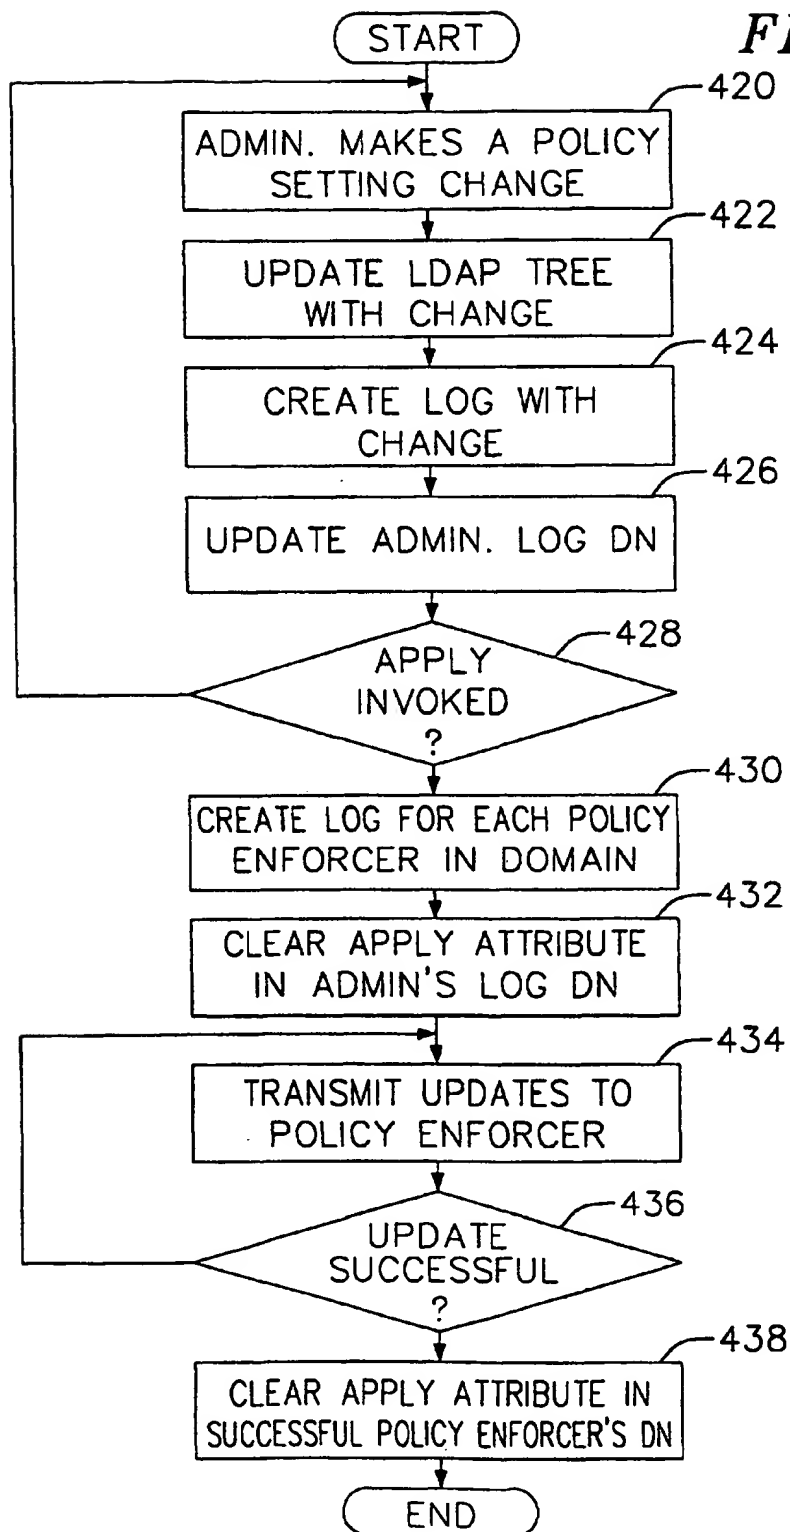 START
420
ADMIN. MAKES A POLICY
SETTING CHANGE
422
UPDATE LDAP TREE
WITH CHANGE
424
CREATE LOG WITH
CHANGE
426
UPDATE ADMIN. LOG DN
428
APPLY
INVOKED
?
430
CREATE LOG FOR EACH POLICY
ENFORCER IN DOMAIN
432
CLEAR APPLY ATTRIBUTE
IN ADMIN'S LOG DN
434
TRANSMIT UPDATES TO
POLICY ENFORCER
436
UPDATE
SUCCESSFUL
?
438
CLEAR APPLY ATTRIBUTE IN
SUCCESSFUL POLICY ENFORCER'S DN
END